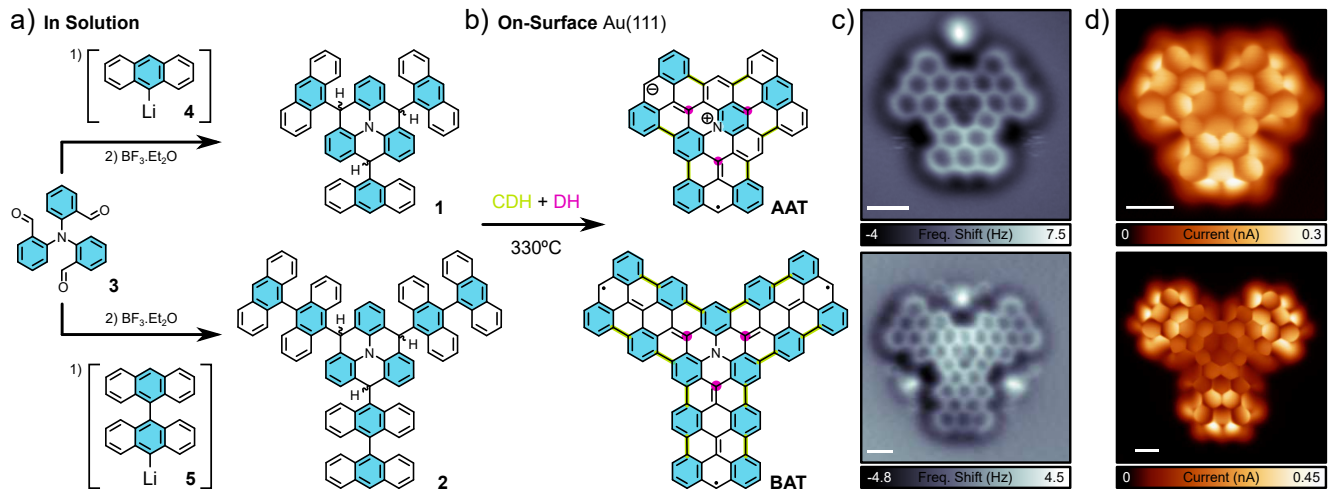 a) In Solution
b) On-Surface Au(111)
c)
d)
1)
Li
4
2) BF₃.Et₂O
O
O
N
O
3
2) BF₃.Et₂O
1)
Li
5
H
H
N
H
1
H
H
N
H
2
CDH + DH
330ºC
⊖
⊕
N
AAT
N
BAT
-4 Freq. Shift (Hz) 7.5
0 Current (nA) 0.3
-4.8 Freq. Shift (Hz) 4.5
0 Current (nA) 0.45